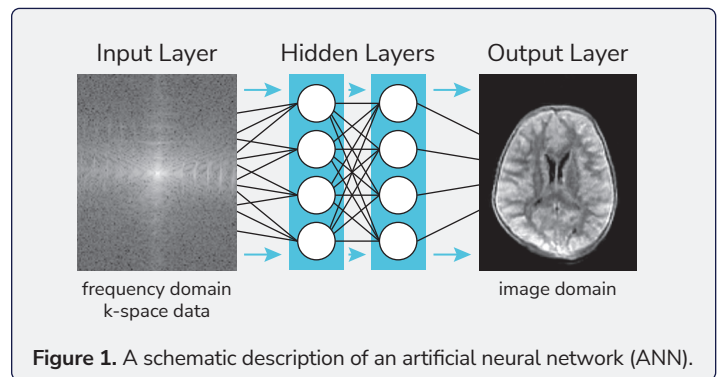 Input Layer
Hidden Layers
Output Layer
frequency domain
k-space data
image domain
Figure 1. A schematic description of an artificial neural network (ANN).